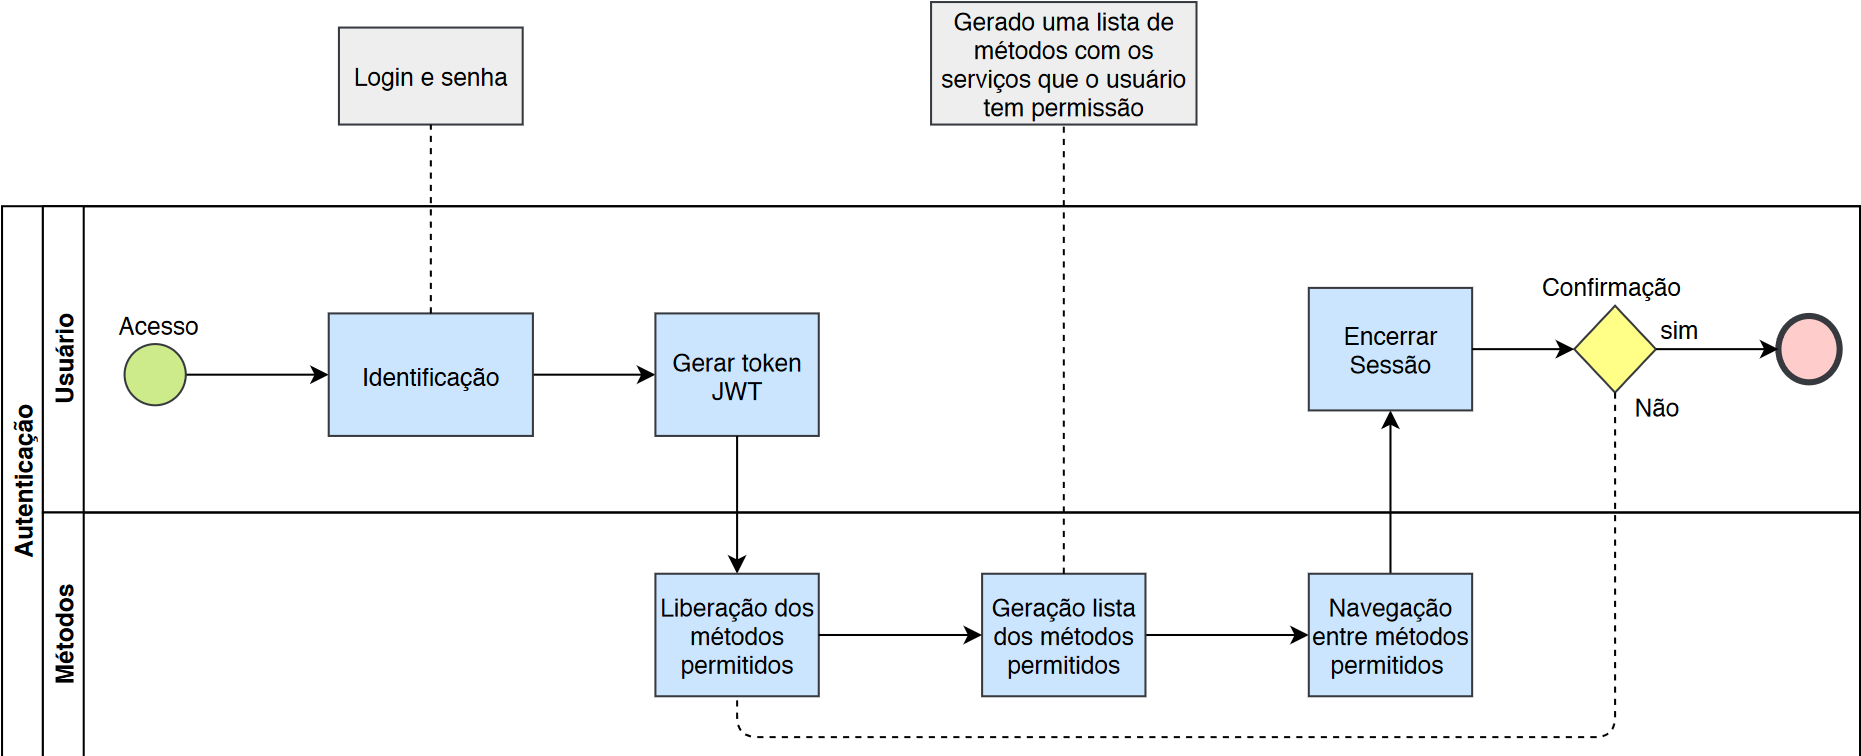 Login e senha
Gerado uma lista de
métodos com os
serviços que o usuário
tem permissão
Autenticação
Usuário
Acesso
Identificação
Gerar token
JWT
Encerrar
Sessão
Confirmação
sim
Não
Métodos
Liberação dos
métodos
permitidos
Geração lista
dos métodos
permitidos
Navegação
entre métodos
permitidos